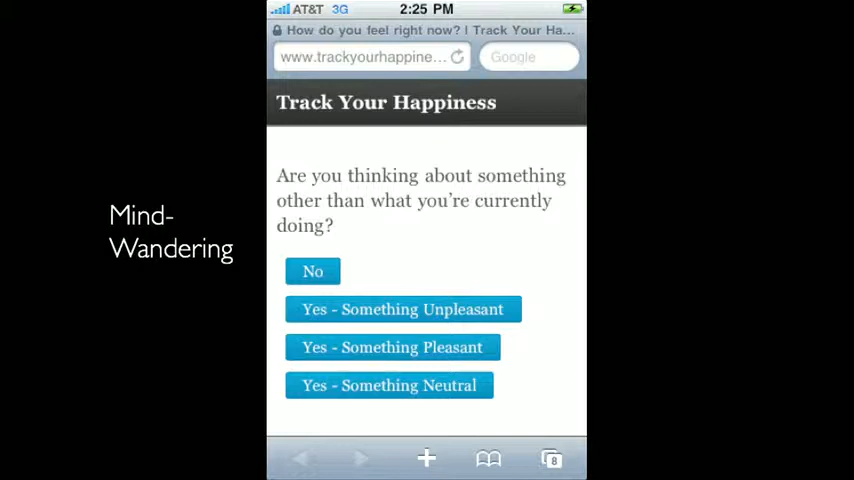 AT&T 3G 2:25 PM
How do you feel right now? | Track Your Ha...
www.trackyourhappine... Google
Track Your Happiness
Are you thinking about something
other than what you're currently
doing?
Mind-
Wandering
No
Yes - Something Unpleasant
Yes - Something Pleasant
Yes - Something Neutral
8